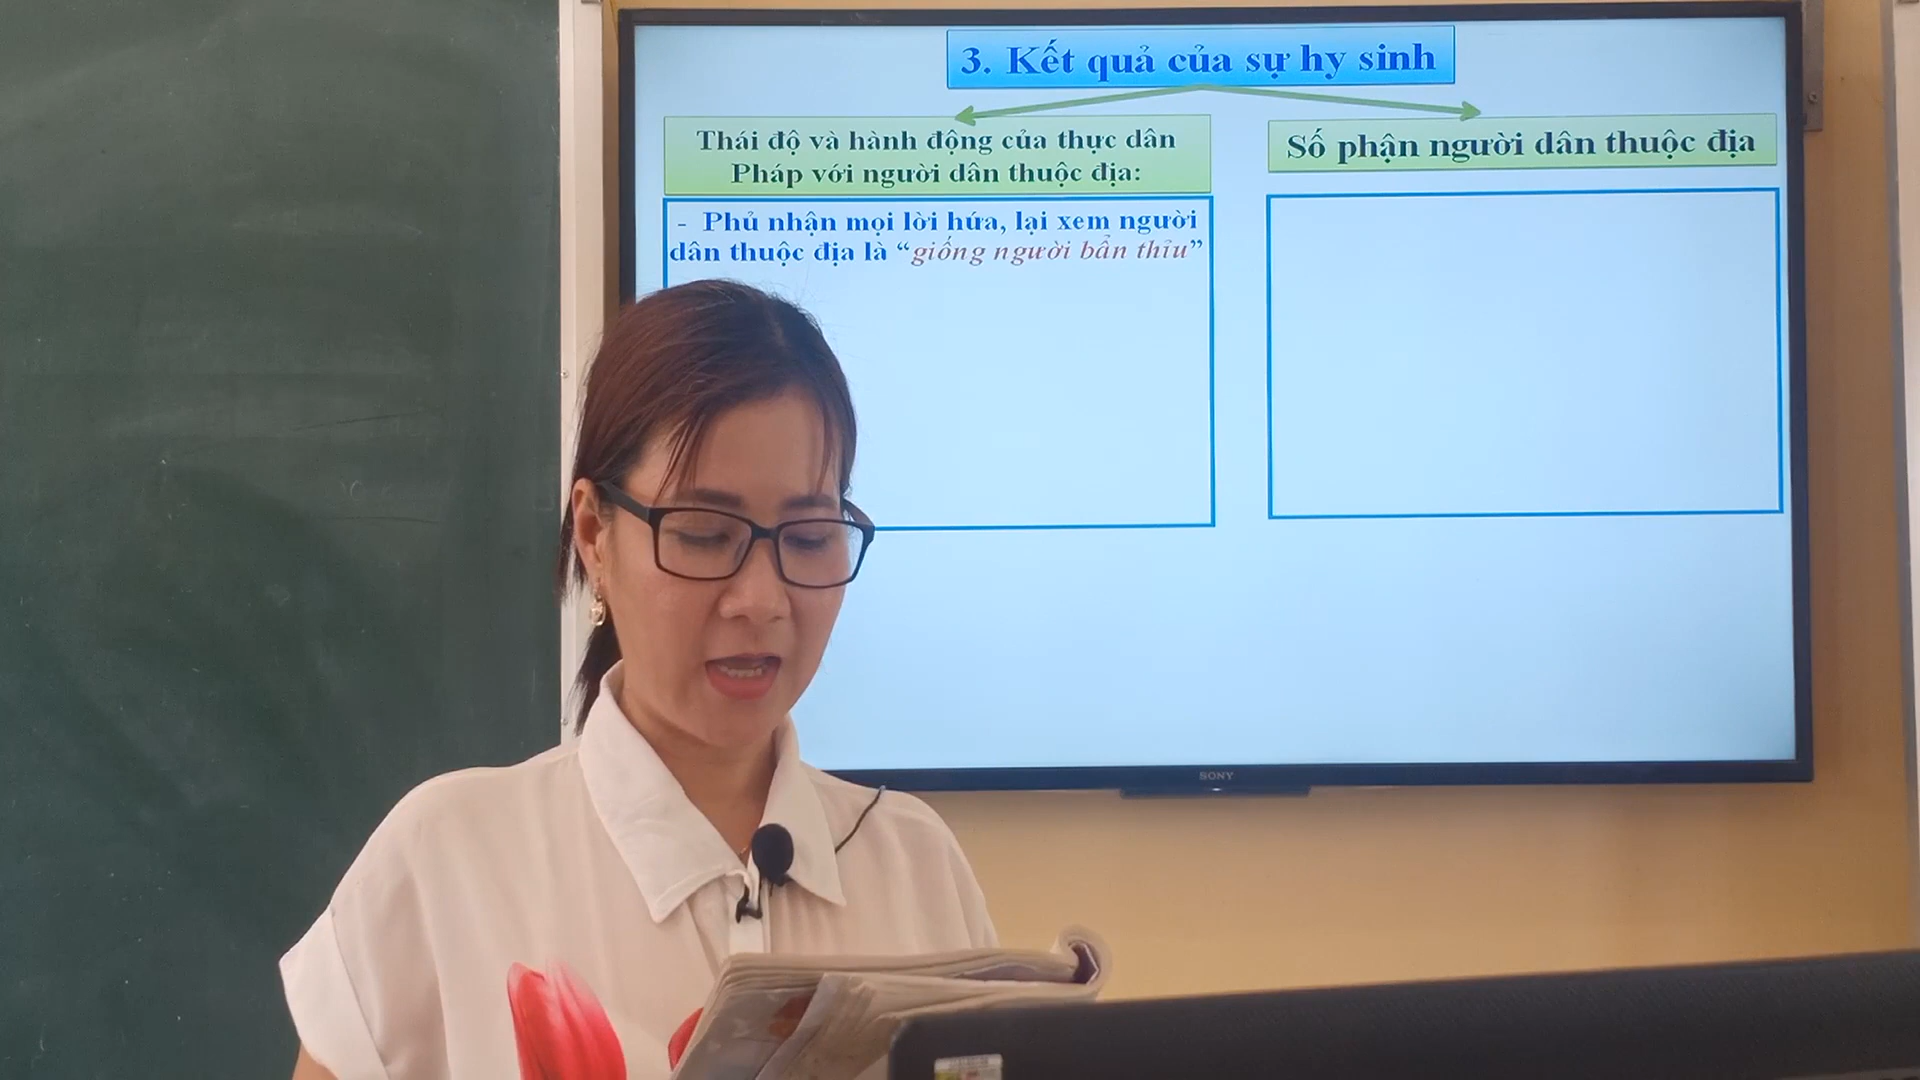 3. Kết quả của sự hy sinh
Thái độ và hành động của thực dân
Pháp với người dân thuộc địa:
Số phận người dân thuộc địa
- Phủ nhận mọi lời hứa, lại xem người
dân thuộc địa là “giống người bẩn thỉu”
SONY